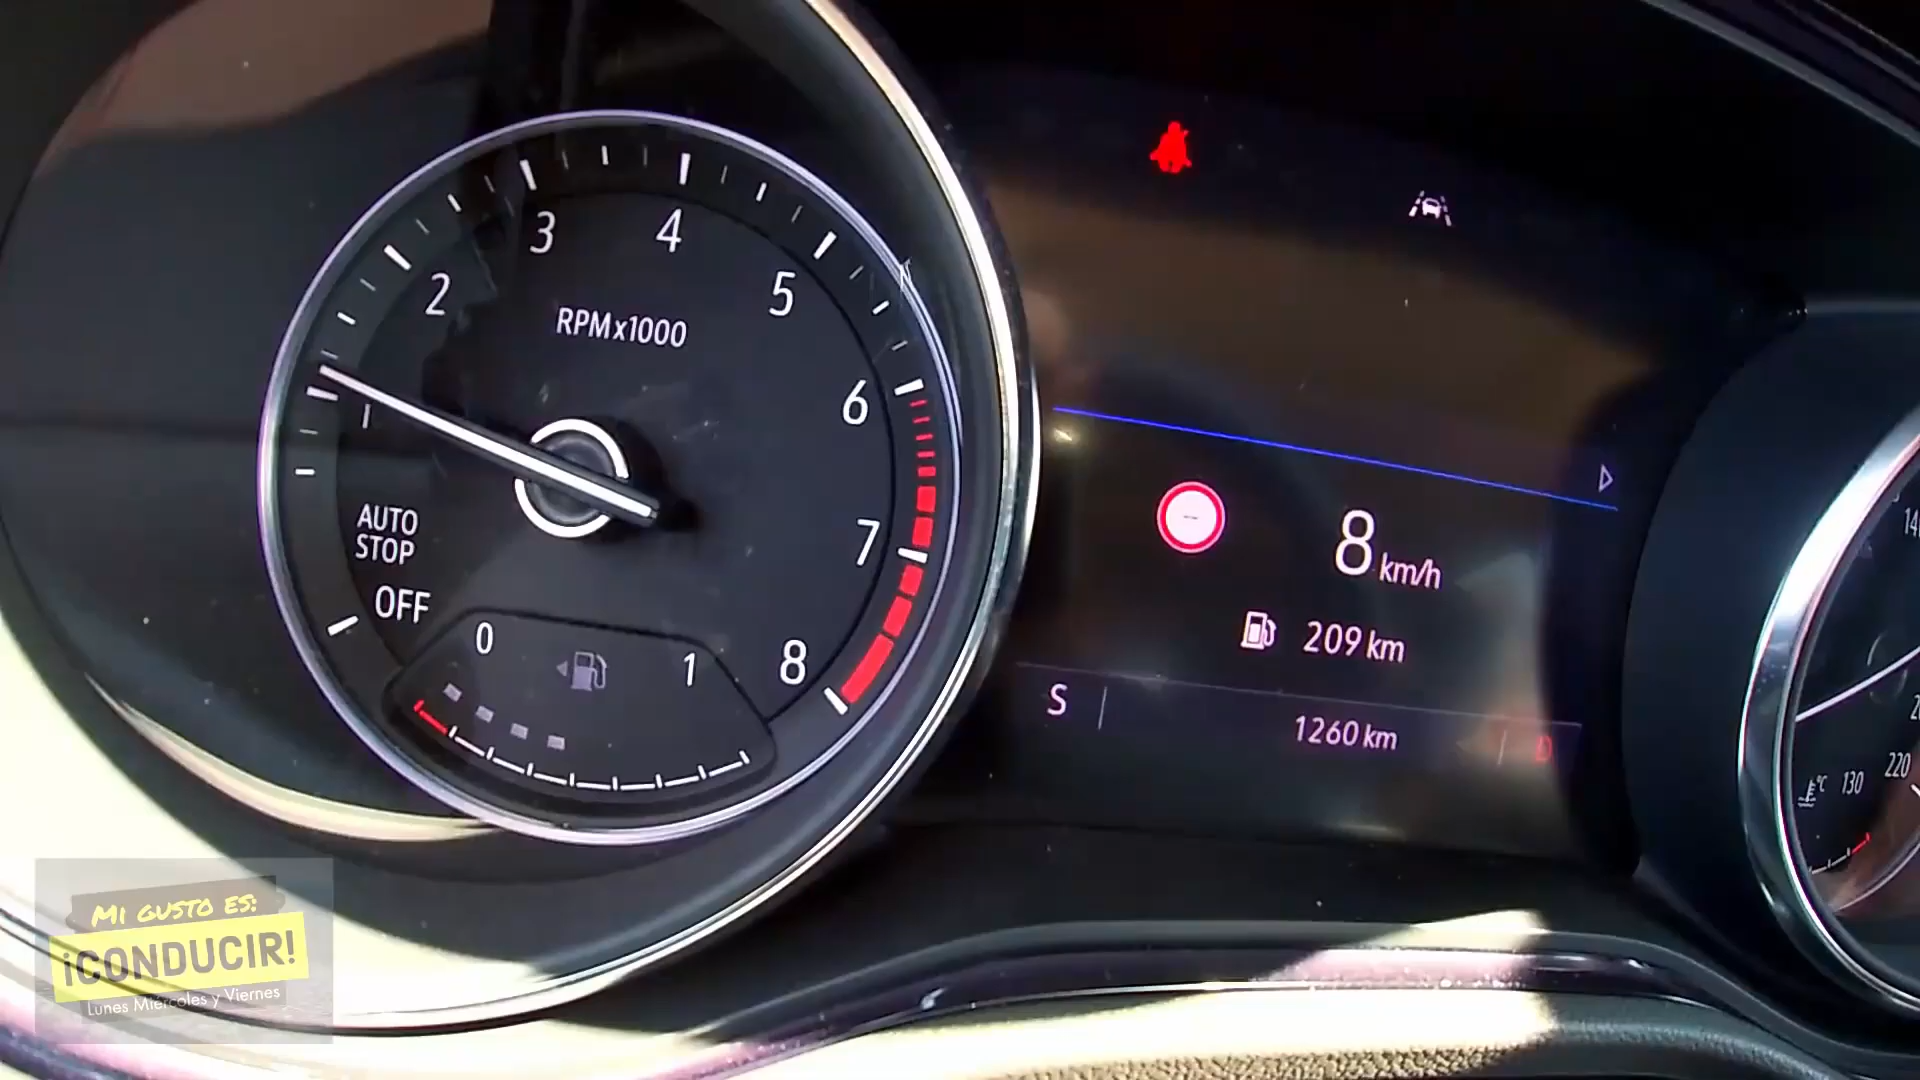 1
2
3
4
5
6
7
8
RPMx1000
AUTO
STOP
OFF
0
1
8 km/h
209 km
S
1260 km
D
220
°C 130
MI GUSTO ES:
¡CONDUCIR!
Lunes Miércoles y Viernes